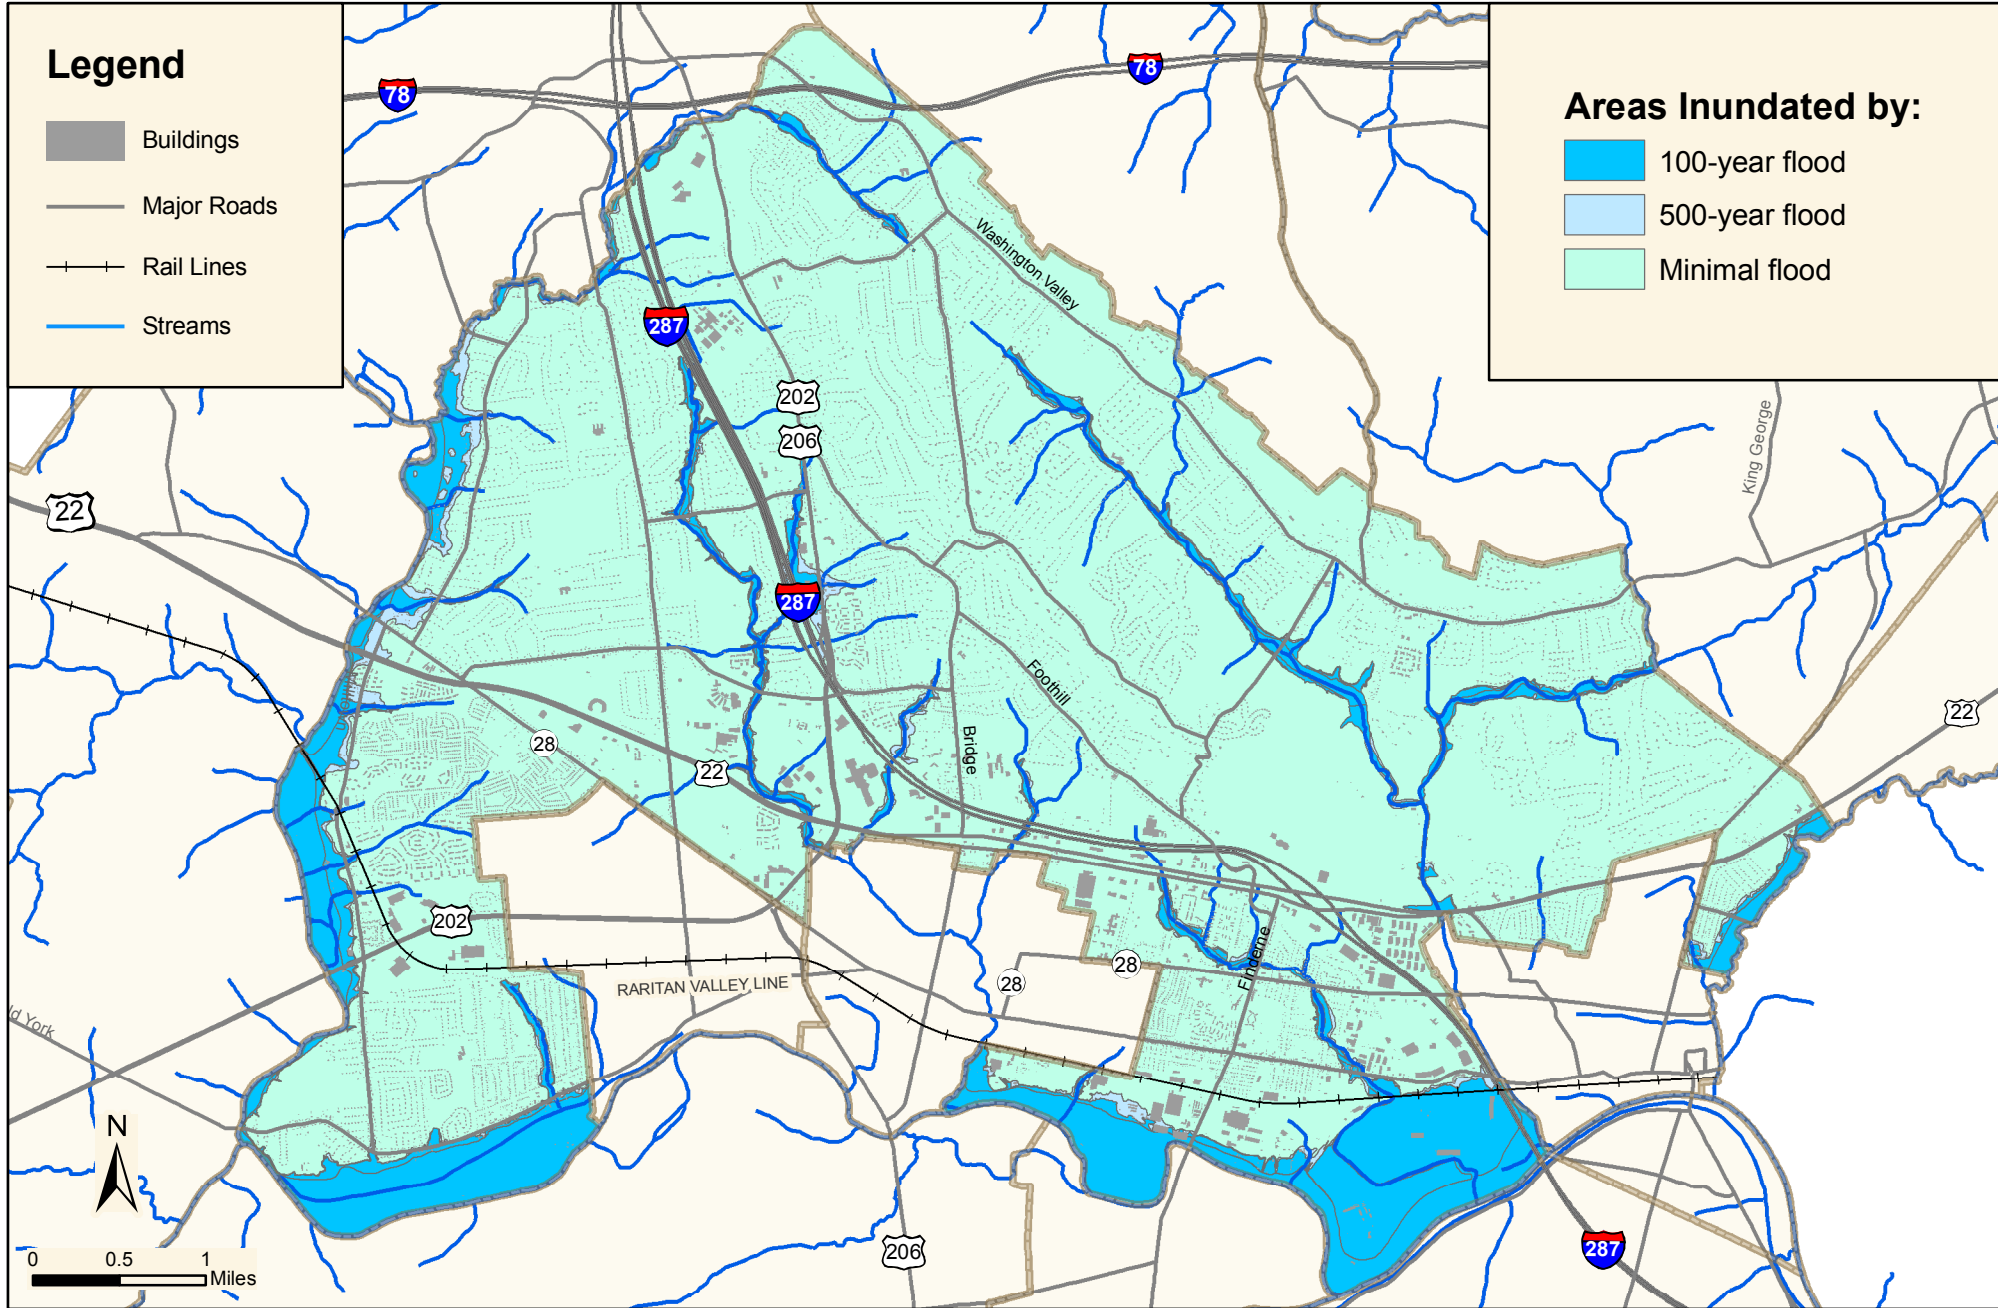 Legend
Buildings
Major Roads
Rail Lines
Streams
Areas Inundated by:
100-year flood
500-year flood
Minimal flood
78
78
Washington Valley
287
202
206
King George
22
287
Foothill
22
28
Bridge
22
202
28
Finderne
28
RARITAN VALLEY LINE
ld York
N
0 0.5 1
Miles
206
287